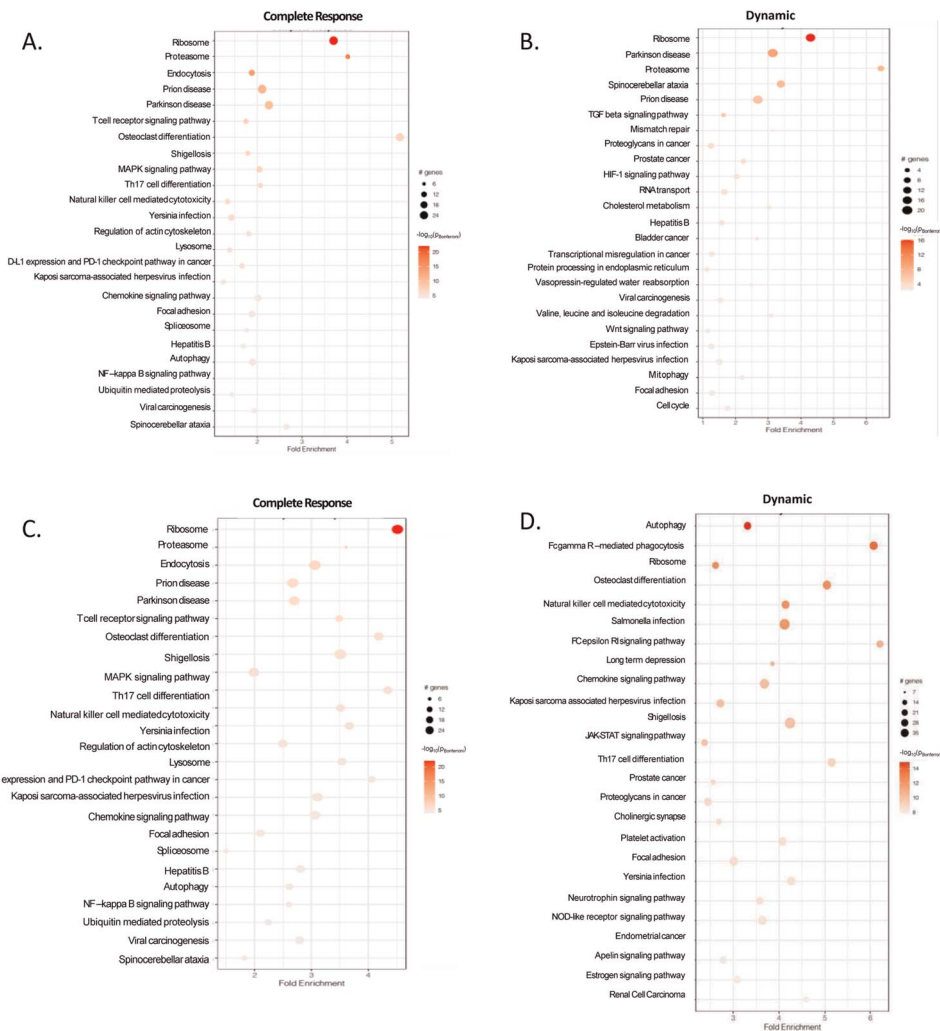 Complete Response
A.
Ribosome
Proteasome
Endocytosis
Prion disease
Parkinson disease
T cell receptor signaling pathway
Osteoclast differentiation
Shigellosis
MAPK signaling pathway
Th17 cell differentiation
Natural killer cell mediated cytotoxicity
Yersinia infection
Regulation of actin cytoskeleton
Lysosome
D-L1 expression and PD-1 checkpoint pathway in cancer
Kaposi sarcoma-associated herpesvirus infection
Chemokine signaling pathway
Focal adhesion
Spliceosome
Hepatitis B
Autophagy
NF-kappa B signaling pathway
Ubiquitin mediated proteolysis
Viral carcinogenesis
Spinocerebellar ataxia
2 3 4 5
Fold Enrichment
# genes
6
12
18
24
-log10(pBonferroni)
20
15
10
5
Dynamic
B.
Ribosome
Parkinson disease
Proteasome
Spinocerebellar ataxia
Prion disease
TGF beta signaling pathway
Mismatch repair
Proteoglycans in cancer
Prostate cancer
HIF-1 signaling pathway
RNA transport
Cholesterol metabolism
Hepatitis B
Bladder cancer
Transcriptional misregulation in cancer
Protein processing in endoplasmic reticulum
Vasopressin-regulated water reabsorption
Viral carcinogenesis
Valine, leucine and isoleucine degradation
Wnt signaling pathway
Epstein-Barr virus infection
Kaposi sarcoma-associated herpesvirus infection
Mitophagy
Focal adhesion
Cell cycle
1 2 3 4 5 6
Fold Enrichment
# genes
4
8
12
16
20
-log10(pBonferroni)
16
12
8
4
Complete Response
C.
Ribosome
Proteasome
Endocytosis
Prion disease
Parkinson disease
T cell receptor signaling pathway
Osteoclast differentiation
Shigellosis
MAPK signaling pathway
Th17 cell differentiation
Natural killer cell mediated cytotoxicity
Yersinia infection
Regulation of actin cytoskeleton
Lysosome
expression and PD-1 checkpoint pathway in cancer
Kaposi sarcoma-associated herpesvirus infection
Chemokine signaling pathway
Focal adhesion
Spliceosome
Hepatitis B
Autophagy
NF-kappa B signaling pathway
Ubiquitin mediated proteolysis
Viral carcinogenesis
Spinocerebellar ataxia
2 3 4
Fold Enrichment
# genes
6
12
18
24
-log10(pBonferroni)
20
15
10
5
Dynamic
D.
Autophagy
Fc gamma R-mediated phagocytosis
Ribosome
Osteoclast differentiation
Natural killer cell mediated cytotoxicity
Salmonella infection
FC epsilon RI signaling pathway
Long term depression
Chemokine signaling pathway
Kaposi sarcoma associated herpesvirus infection
Shigellosis
JAK-STAT signaling pathway
Th17 cell differentiation
Prostate cancer
Proteoglycans in cancer
Cholinergic synapse
Platelet activation
Focal adhesion
Yersinia infection
Neurotrophin signaling pathway
NOD-like receptor signaling pathway
Endometrial cancer
Apelin signaling pathway
Estrogen signaling pathway
Renal Cell Carcinoma
3 4 5 6
Fold Enrichment
# genes
7
14
21
28
35
-log10(pBonferroni)
14
12
10
8